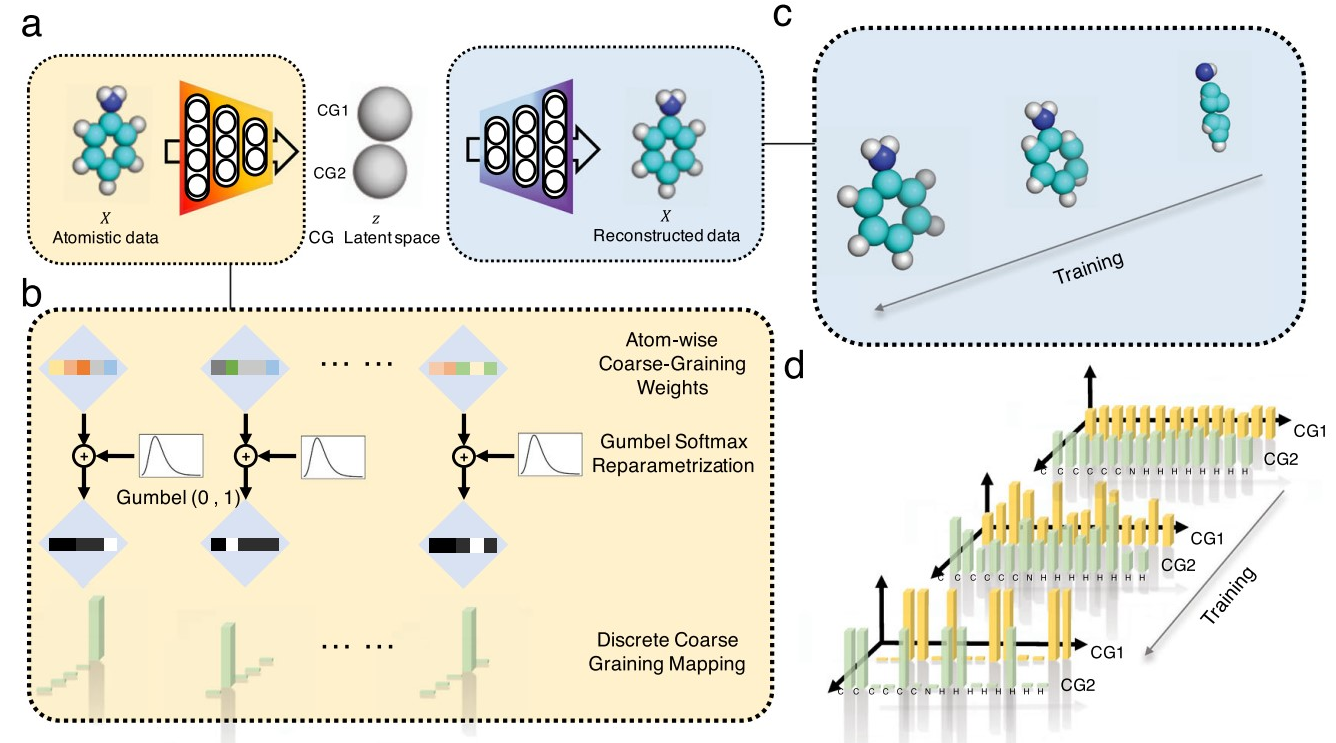 a
CG1
CG2
X
Atomistic data
z
CG Latent space
X
Reconstructed data
b
Atom-wise
Coarse-Graining
Weights
... ...
Gumbel Softmax
Reparametrization
Gumbel (0 , 1)
... ...
Discrete Coarse
Graining Mapping
c
Training
d
CG1
CG2
C C C C C C N H H H H H H H H
CG1
CG2
C C C C C C N H H H H H H H H
CG1
CG2
C C C C C C N H H H H H H H H
Training